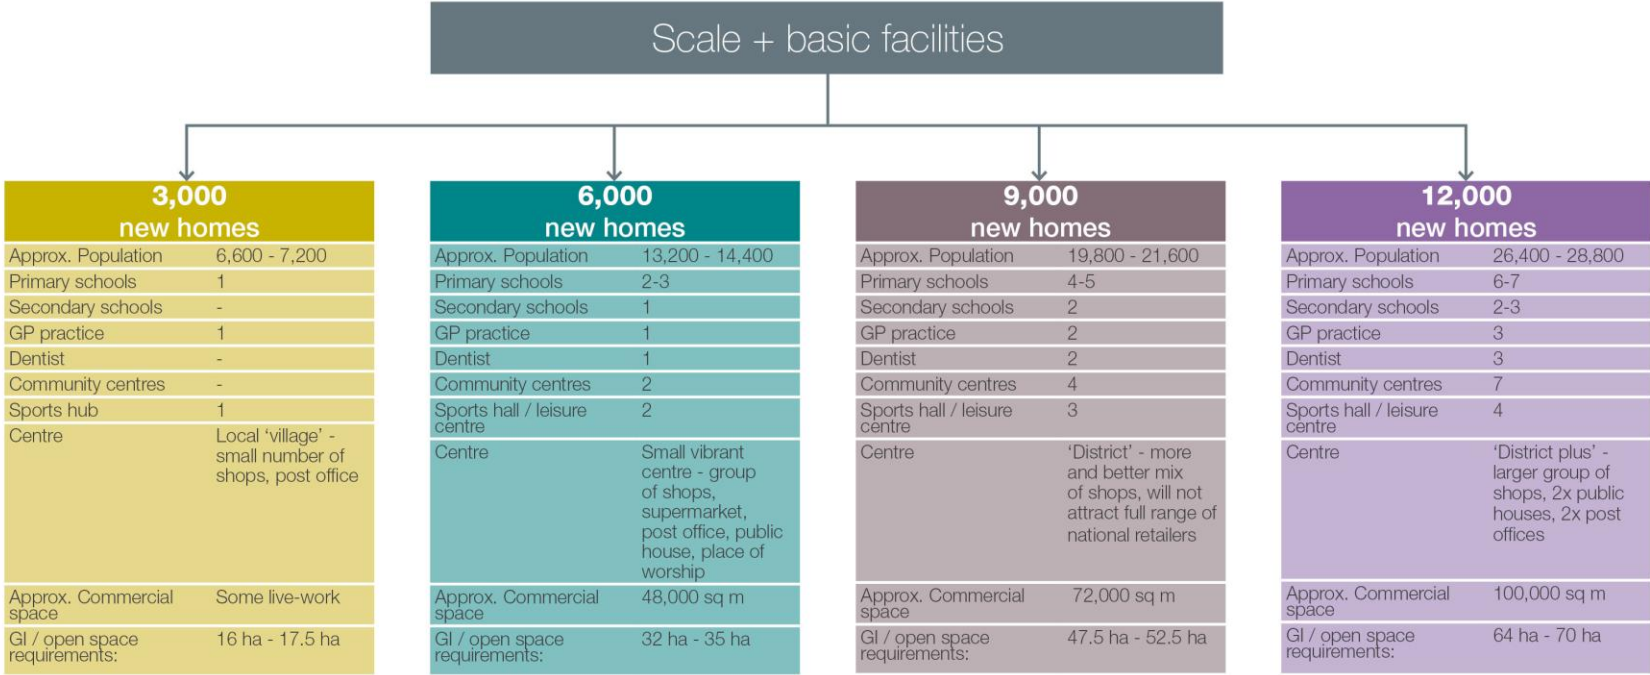 Scale + basic facilities
3,000
new homes
Approx. Population 6,600 - 7,200
Primary schools 1
Secondary schools -
GP practice 1
Dentist -
Community centres -
Sports hub 1
Centre Local ‘village’ -
small number of
shops, post office
Approx. Commercial Some live-work
space
GI / open space 16 ha - 17.5 ha
requirements:
6,000
new homes
Approx. Population 13,200 - 14,400
Primary schools 2-3
Secondary schools 1
GP practice 1
Dentist 1
Community centres 2
Sports hall / leisure 2
centre
Centre Small vibrant
centre - group
of shops,
supermarket,
post office, public
house, place of
worship
Approx. Commercial 48,000 sq m
space
GI / open space 32 ha - 35 ha
requirements:
9,000
new homes
Approx. Population 19,800 - 21,600
Primary schools 4-5
Secondary schools 2
GP practice 2
Dentist 2
Community centres 4
Sports hall / leisure 3
centre
Centre ‘District’ - more
and better mix
of shops, will not
attract full range of
national retailers
Approx. Commercial 72,000 sq m
space
GI / open space 47.5 ha - 52.5 ha
requirements:
12,000
new homes
Approx. Population 26,400 - 28,800
Primary schools 6-7
Secondary schools 2-3
GP practice 3
Dentist 3
Community centres 7
Sports hall / leisure 4
centre
Centre ‘District plus’ -
larger group of
shops, 2x public
houses, 2x post
offices
Approx. Commercial 100,000 sq m
space
GI / open space 64 ha - 70 ha
requirements: